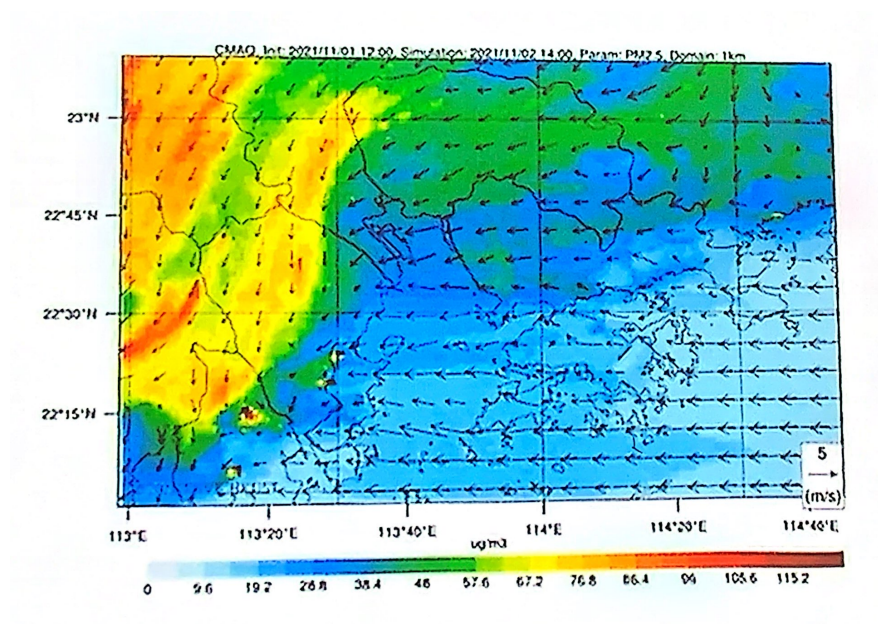 CMAQ, Init: 2021/11/01 12:00, Simulation: 2021/11/02 14:00, Param: PM2.5, Domain: 1km
23°N
22°45'N
22°30'N
22°15'N
5
(m/s)
113°E 113°20'E 113°40'E 114°E 114°20'E 114°40'E
ug/m3
0 9.6 19.2 28.8 38.4 48 57.6 67.2 76.8 86.4 96 105.6 115.2